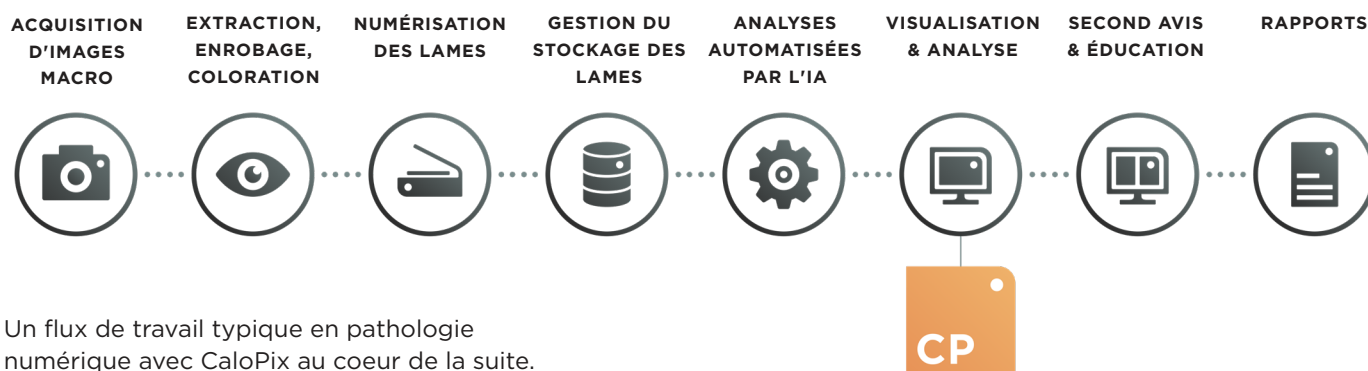 ACQUISITION
D'IMAGES
MACRO
EXTRACTION,
ENROBAGE,
COLORATION
NUMÉRISATION
DES LAMES
GESTION DU
STOCKAGE DES
LAMES
ANALYSES
AUTOMATISÉES
PAR L'IA
VISUALISATION
& ANALYSE
SECOND AVIS
& ÉDUCATION
RAPPORTS
Un flux de travail typique en pathologie
numérique avec CaloPix au coeur de la suite.
CP